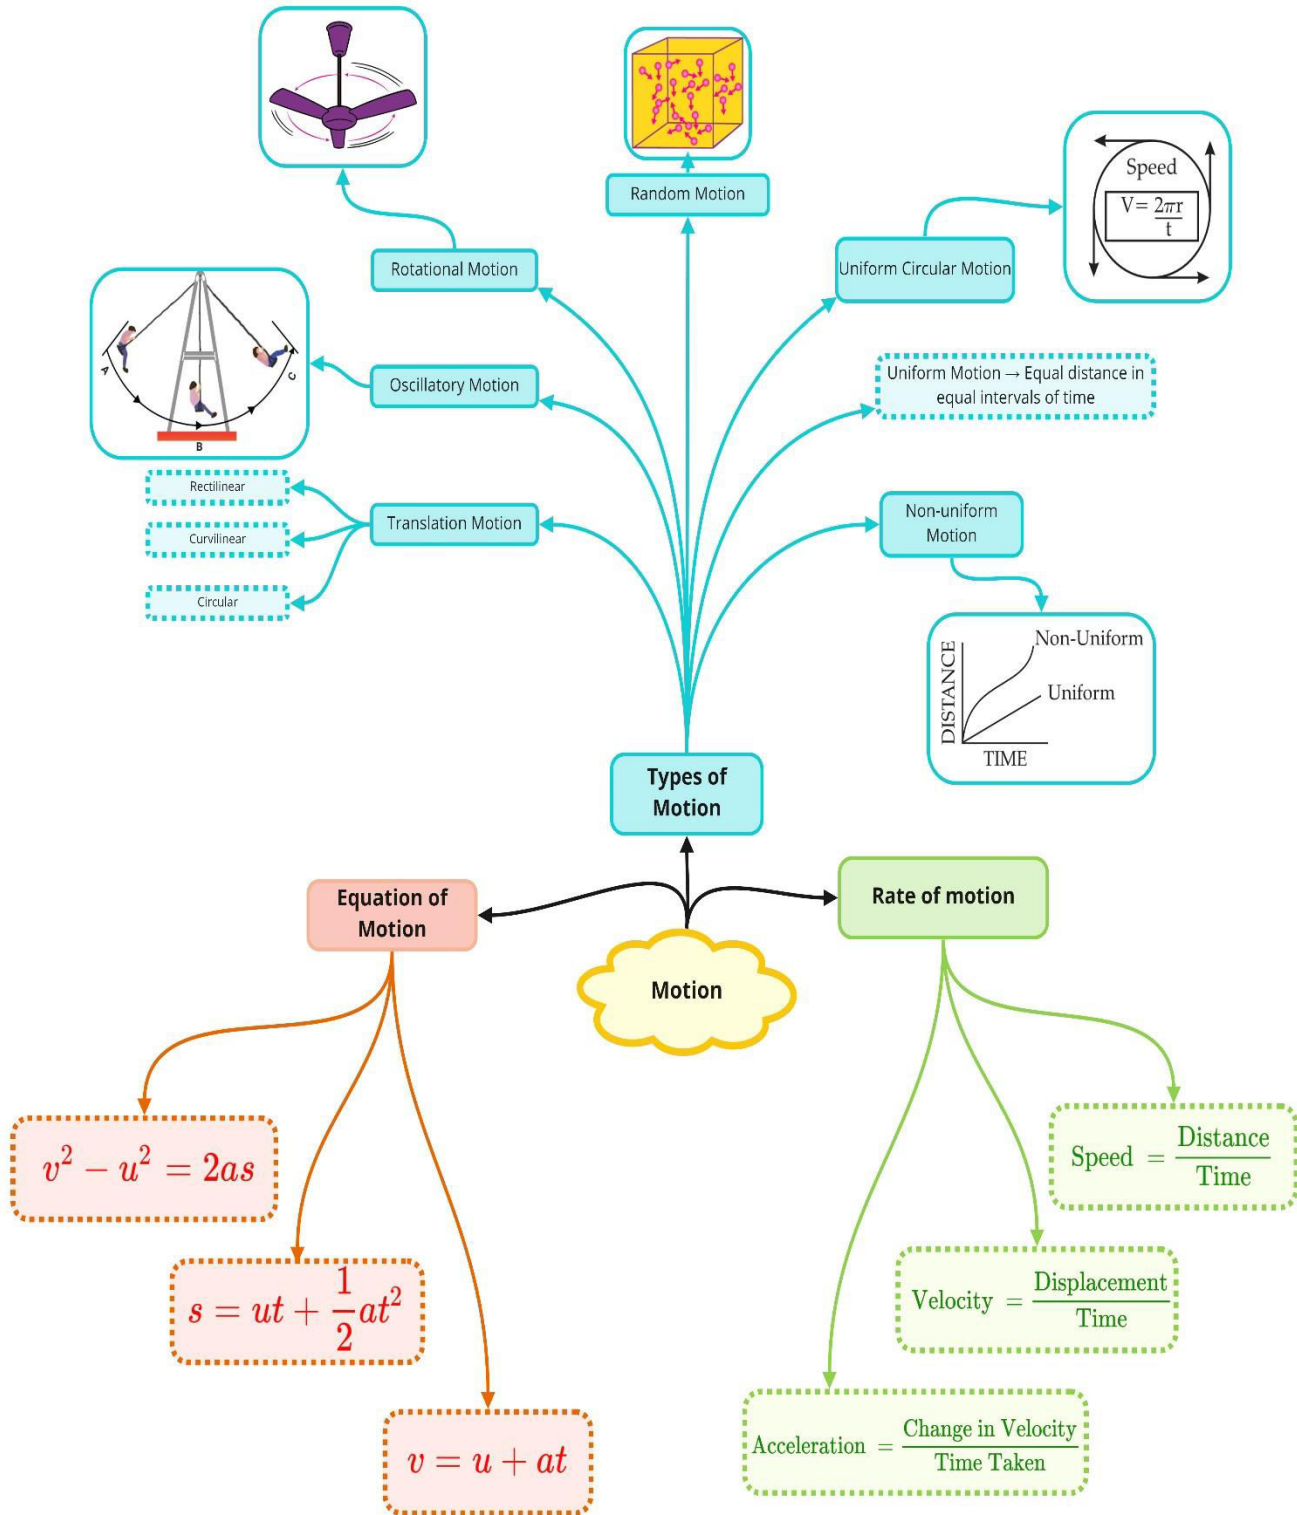 Random Motion
Speed
V= 2πr
t
Rotational Motion
Uniform Circular Motion
A
C
B
Oscillatory Motion
Uniform Motion → Equal distance in
equal intervals of time
Rectilinear
Curvilinear
Circular
Translation Motion
Non-uniform
Motion
DISTANCE
Non-Uniform
Uniform
TIME
Types of
Motion
Equation of
Motion
Rate of motion
Motion
v² − u² = 2as
s = ut + 1/2 at²
v = u + at
Speed = Distance
Time
Velocity = Displacement
Time
Acceleration = Change in Velocity
Time Taken